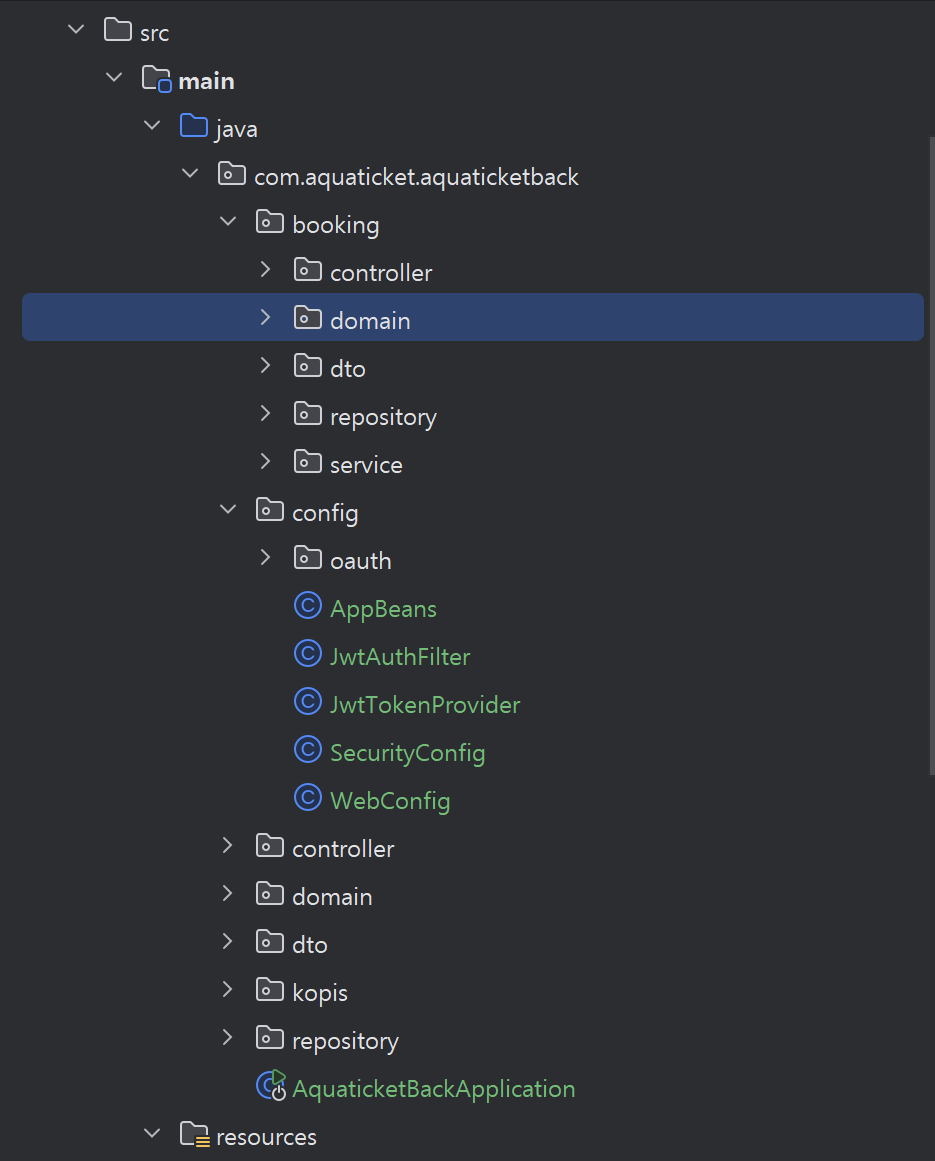 src
main
java
com.aquaticket.aquaticketback
booking
controller
domain
dto
repository
service
config
oauth
AppBeans
JwtAuthFilter
JwtTokenProvider
SecurityConfig
WebConfig
controller
domain
dto
kopis
repository
AquaticketBackApplication
resources